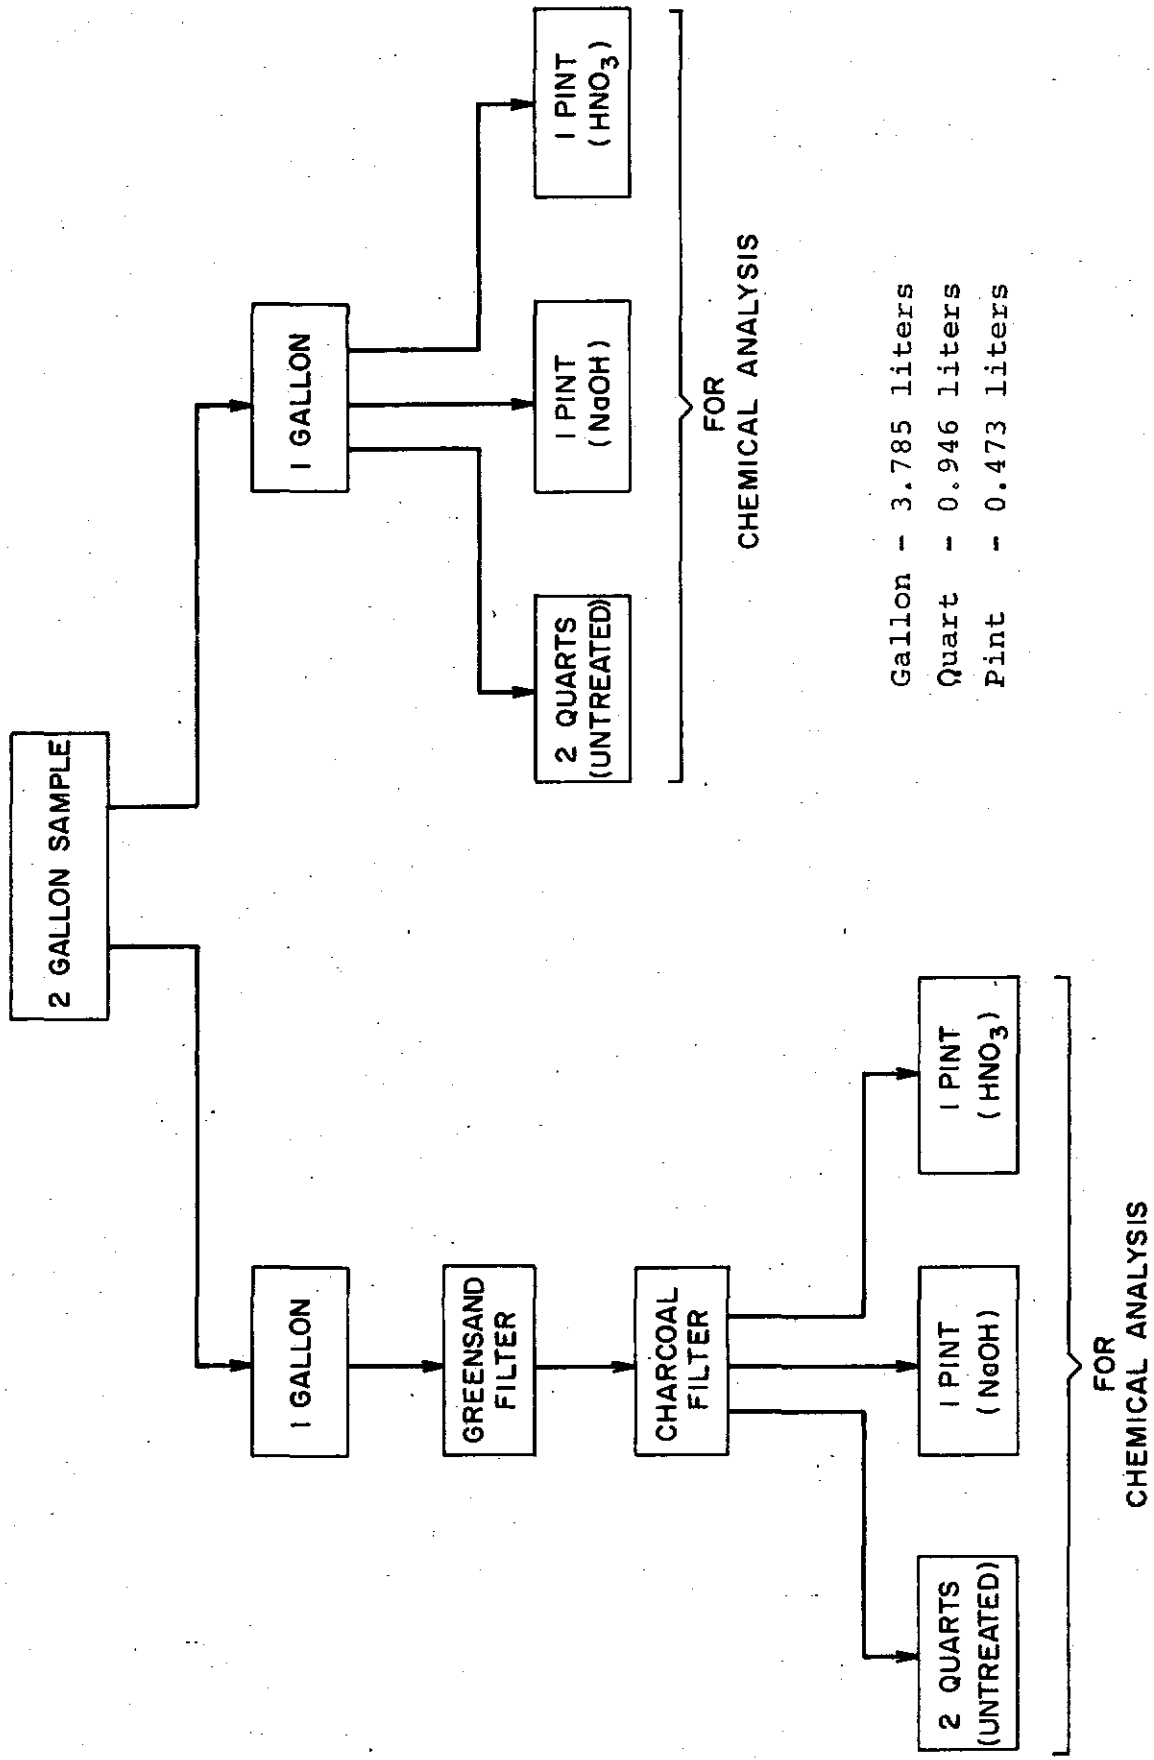 2 GALLON SAMPLE
1 GALLON
1 GALLON
GREENSAND
FILTER
CHARCOAL
FILTER
2 QUARTS
(UNTREATED)
1 PINT
(NaOH)
1 PINT
(HNO₃)
FOR
CHEMICAL ANALYSIS
2 QUARTS
(UNTREATED)
1 PINT
(NaOH)
1 PINT
(HNO₃)
FOR
CHEMICAL ANALYSIS
Gallon - 3.785 liters
Quart - 0.946 liters
Pint - 0.473 liters